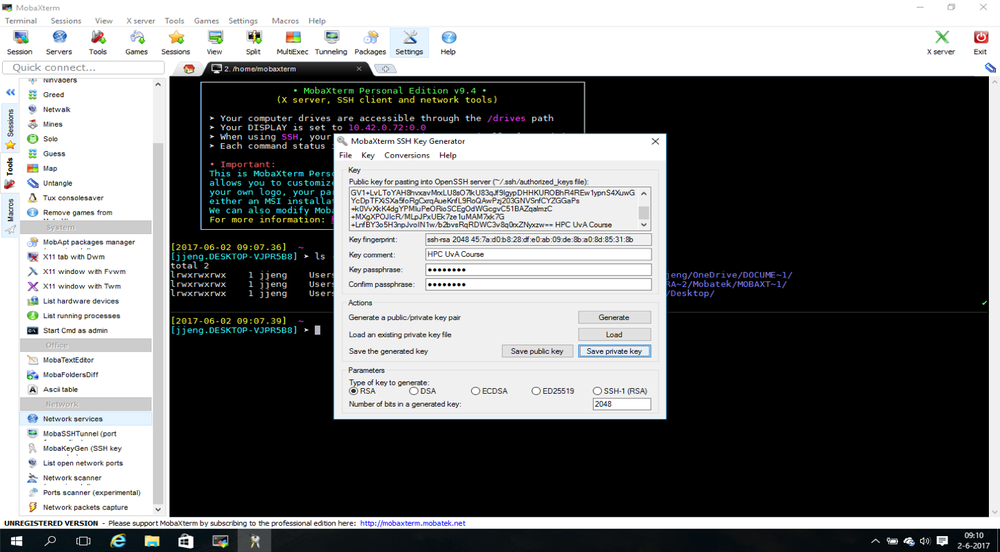 MobaXterm
Terminal Sessions View X server Tools Games Settings Macros Help
Session Servers Tools Games Sessions View Split MultiExec Tunneling Packages Settings Help X server Exit
Quick connect...
2. /home/mobaxterm
Sessions
Tools
Macros
Ninvaders
Greed
Netwalk
Mines
Solo
Guess
Map
Untangle
Tux consolesaver
Remove games from
System
MobApt packages manager
X11 tab with Dwm
X11 window with Fvwm
X11 window with Twm
List hardware devices
List running processes
Start Cmd as admin
Office
MobaTextEditor
MobaFoldersDiff
Ascii table
Network
Network services
MobaSSHTunnel (port
MobaKeyGen (SSH key
List open network ports
Network scanner
Ports scanner (experimental)
Network packets capture
• MobaXterm Personal Edition v9.4 •
(X server, SSH client and network tools)
➤ Your computer drives are accessible through the /drives path
➤ Your DISPLAY is set to 10.42.0.72:0.0
➤ When using SSH, your
➤ Each command status
• Important:
This is MobaXterm Pers
allows you to customize
your own logo, your pa
either an MSI installa
We can also modify Mob
For more information:
[2017-06-02 09:07.36] ~
[jjeng.DESKTOP-VJPR5B8] ➤ ls
total 2
lrwxrwxrwx 1 jjeng Users jeng/OneDrive/DOCUME~1/
lrwxrwxrwx 1 jjeng Users RA~2/Mobatek/MOBAXT~1/
lrwxrwxrwx 1 jjeng Users /Desktop/
[2017-06-02 09:07.39] ~
[jjeng.DESKTOP-VJPR5B8] ➤
MobaXterm SSH Key Generator
File Key Conversions Help
Key
Public key for pasting into OpenSSH server (~/.ssh/authorized_keys file):
GV1+LvLToYAH8hvxavMrxLU8sO7lkU83qJf9IgypDHHKUROBhR4REw1ypnS4XuwG
YcDpTFXiSXa5foRgCxrqAueKnfL9RoQAwPzj203GNVSnfCYZGGaPs
+k0VvXkK4dgYPMIuPeORioSCEgOdWGcgvC51BAZqalmzC
+MXgXPOJIcR/MLpJPxUEk7ze1uMAM7xk7G
+LnfBY3o5H3npJvoIN1w/b2bvsRqRDWC3v8q0rxZNyxzw== HPC UvA Course
Key fingerprint: ssh-rsa 2048 45:7a:d0:b8:28:df:e0:ab:09:de:8b:a0:8d:85:31:8b
Key comment: HPC UvA Course
Key passphrase: ●●●●●●●●
Confirm passphrase: ●●●●●●●●
Actions
Generate a public/private key pair Generate
Load an existing private key file Load
Save the generated key Save public key Save private key
Parameters
Type of key to generate:
RSA DSA ECDSA ED25519 SSH-1 (RSA)
Number of bits in a generated key: 2048
UNREGISTERED VERSION - Please support MobaXterm by subscribing to the professional edition here: http://mobaxterm.mobatek.net
09:10
2-6-2017